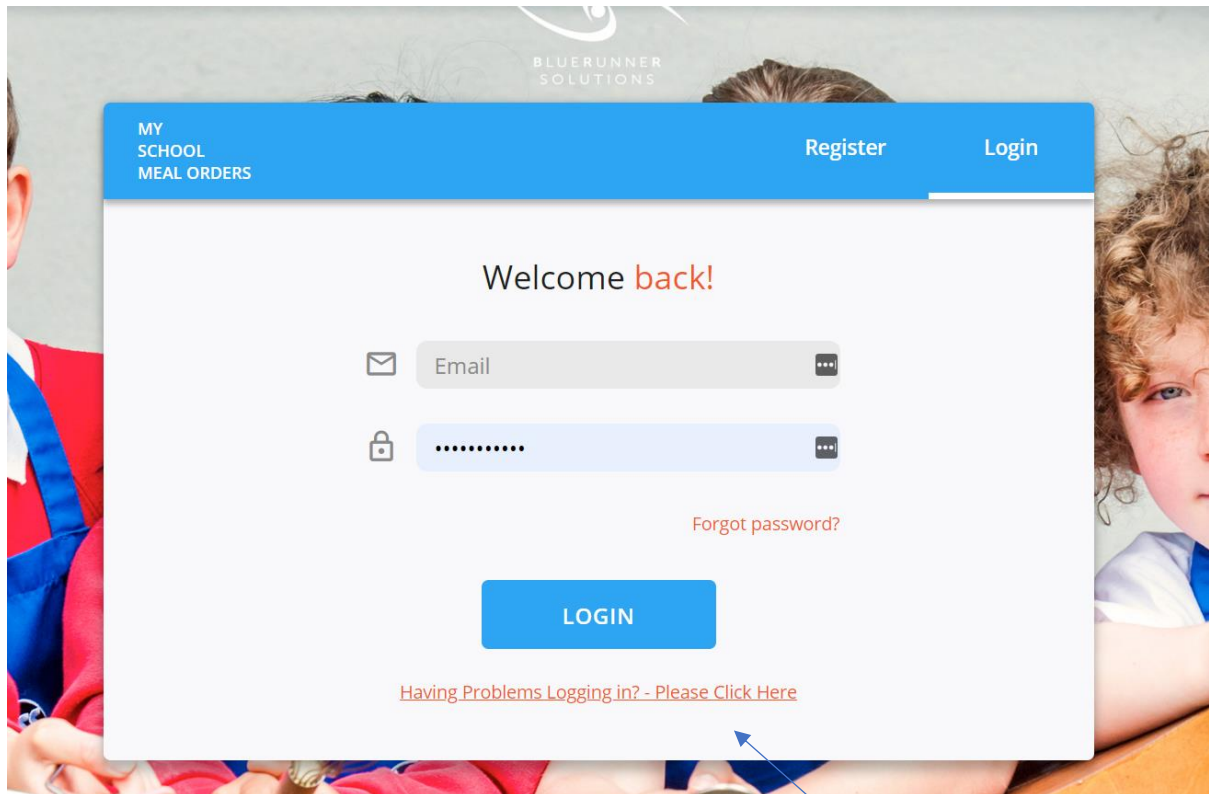 BLUERUNNER
SOLUTIONS
MY
SCHOOL
MEAL ORDERS
Register
Login
Welcome back!
Email
•••••••••••
Forgot password?
LOGIN
Having Problems Logging in? - Please Click Here